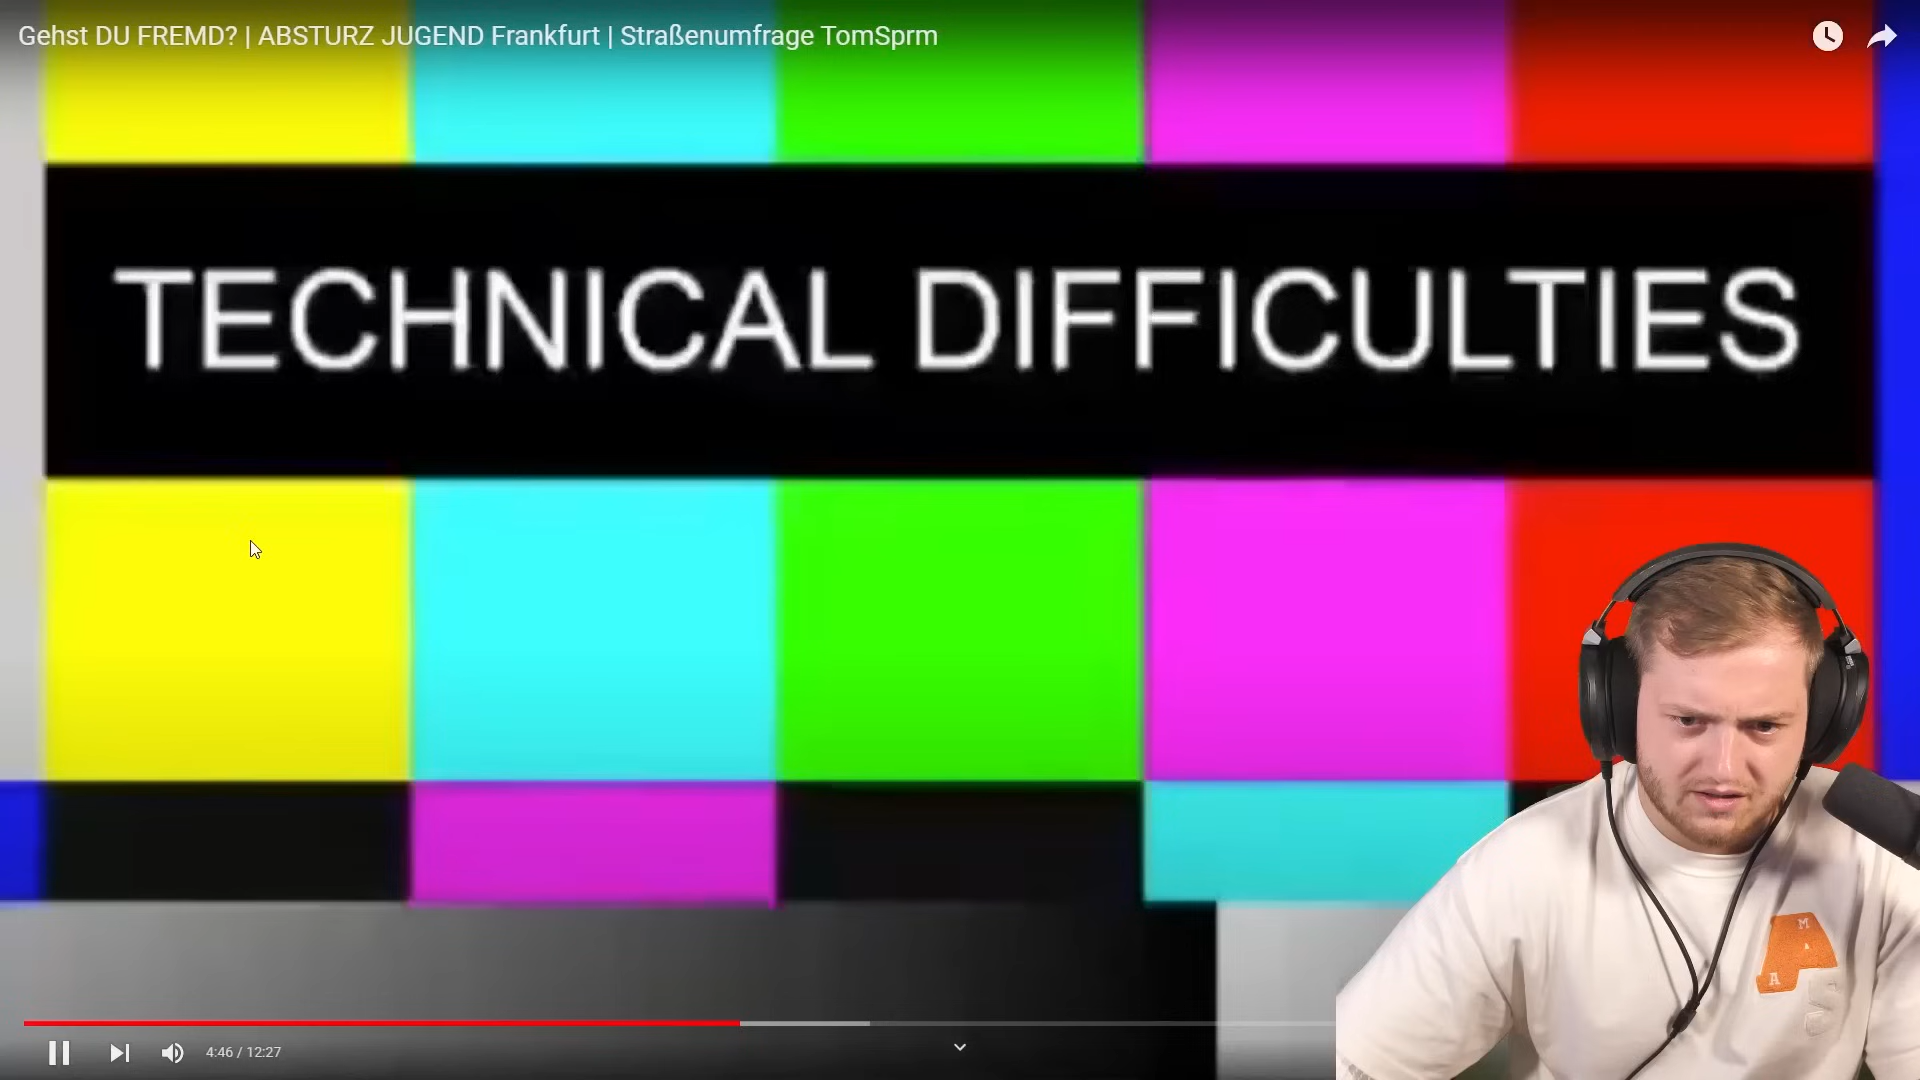 Gehst DU FREMD? | ABSTURZ JUGEND Frankfurt | Straßenumfrage TomSprm
TECHNICAL DIFFICULTIES
M
A
A
4:46 / 12:27